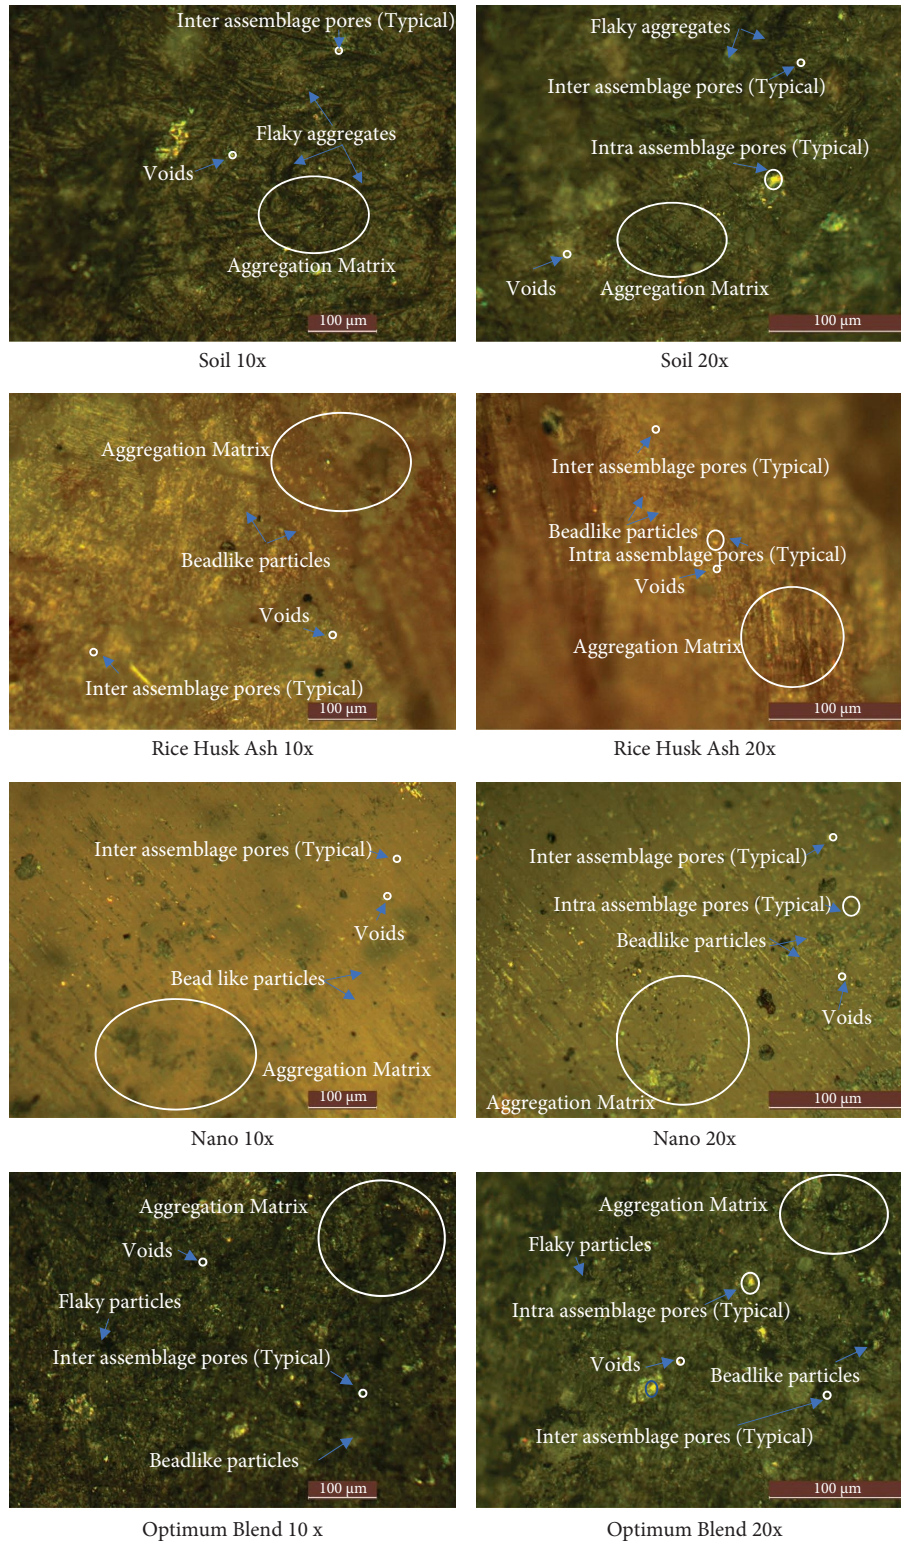 Inter assemblage pores (Typical)
Flaky aggregates
Voids
Aggregation Matrix
100 µm
Soil 10x
Flaky aggregates
Inter assemblage pores (Typical)
Intra assemblage pores (Typical)
Voids
Aggregation Matrix
100 µm
Soil 20x
Aggregation Matrix
Beadlike particles
Voids
Inter assemblage pores (Typical)
100 µm
Rice Husk Ash 10x
Inter assemblage pores (Typical)
Beadlike particles
Intra assemblage pores (Typical)
Voids
Aggregation Matrix
100 µm
Rice Husk Ash 20x
Inter assemblage pores (Typical)
Voids
Bead like particles
Aggregation Matrix
100 µm
Nano 10x
Inter assemblage pores (Typical)
Intra assemblage pores (Typical)
Beadlike particles
Voids
Aggregation Matrix
100 µm
Nano 20x
Aggregation Matrix
Voids
Flaky particles
Inter assemblage pores (Typical)
Beadlike particles
100 µm
Optimum Blend 10 x
Aggregation Matrix
Flaky particles
Intra assemblage pores (Typical)
Voids
Beadlike particles
Inter assemblage pores (Typical)
100 µm
Optimum Blend 20x